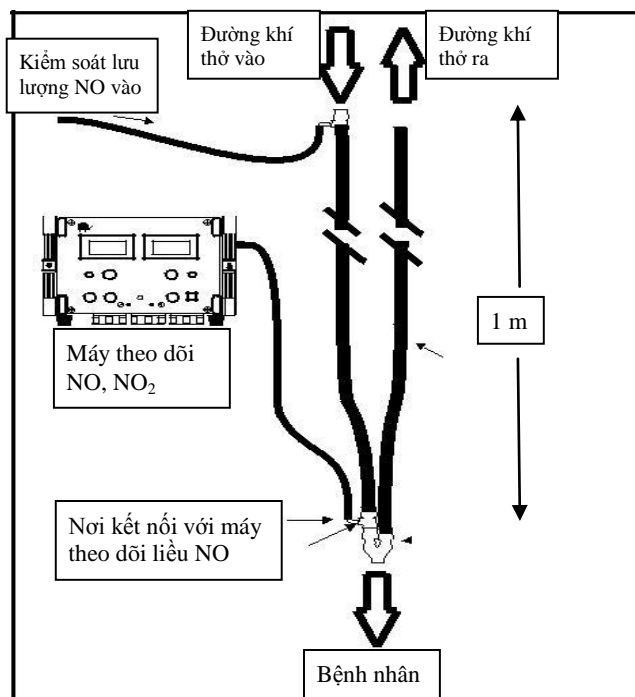 Đường khí
thở vào
Đường khí
thở ra
Kiểm soát lưu
lượng NO vào
1 m
Máy theo dõi
NO, NO₂
Nơi kết nối với máy
theo dõi liều NO
Bệnh nhân